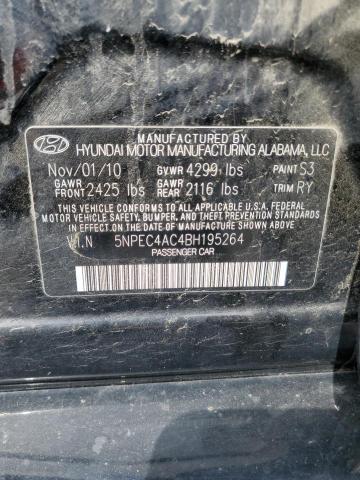 MANUFACTURED BY
HYUNDAI MOTOR MANUFACTURING ALABAMA, LLC
Nov/01/10 GVWR 4299 lbs PAINT S3
GAWR FRONT 2425 lbs GAWR REAR 2116 lbs TRIM RY
THIS VEHICLE CONFORMS TO ALL APPLICABLE U.S.A. FEDERAL
MOTOR VEHICLE SAFETY, BUMPER, AND THEFT PREVENTION
STANDARDS IN EFFECT ON THE DATE OF MANUFACTURE SHOWN ABOVE.
V.I.N 5NPEC4AC4BH195264
PASSENGER CAR